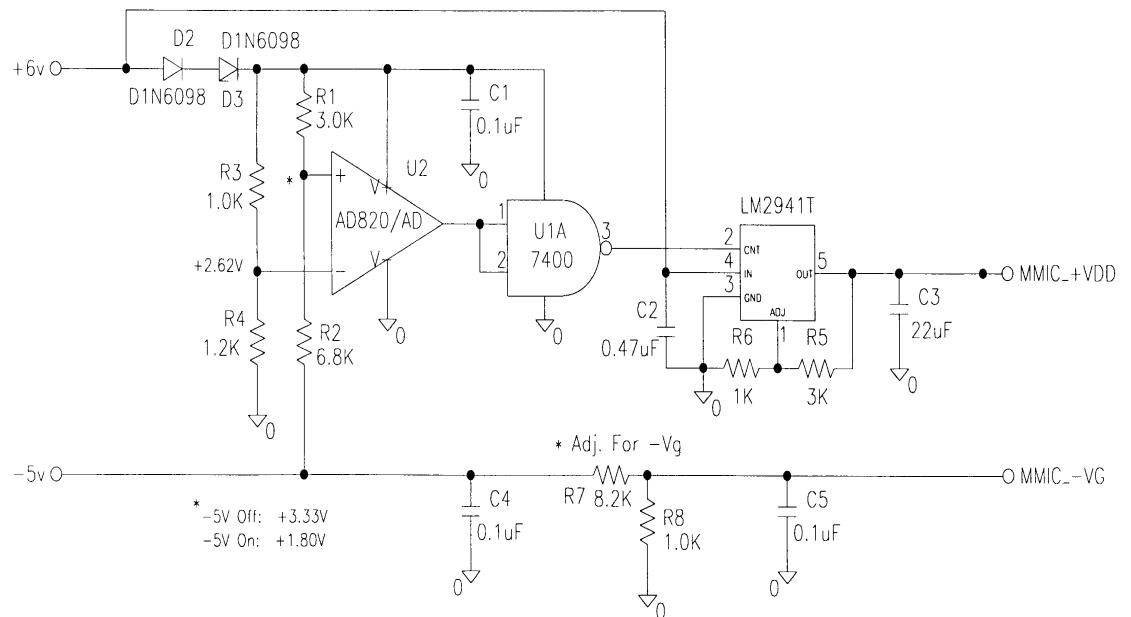 D2
D1N6098
+6v
D1N6098
D3
R1
3.0K
C1
0.1uF
0
R3
1.0K
*
+
V+
U2
AD820/AD
V-
-
+2.62V
0
1
2
U1A
7400
3
0
LM2941T
2
CNT
4
IN
3
GND
OUT
5
ADJ
1
MMIC_+VDD
R4
1.2K
0
R2
6.8K
C2
0.47uF
0
R6
1K
R5
3K
C3
22uF
0
* Adj. For -Vg
-5v
R7
8.2K
MMIC_-VG
*
-5V Off: +3.33V
-5V On: +1.80V
C4
0.1uF
0
R8
1.0K
0
C5
0.1uF
0